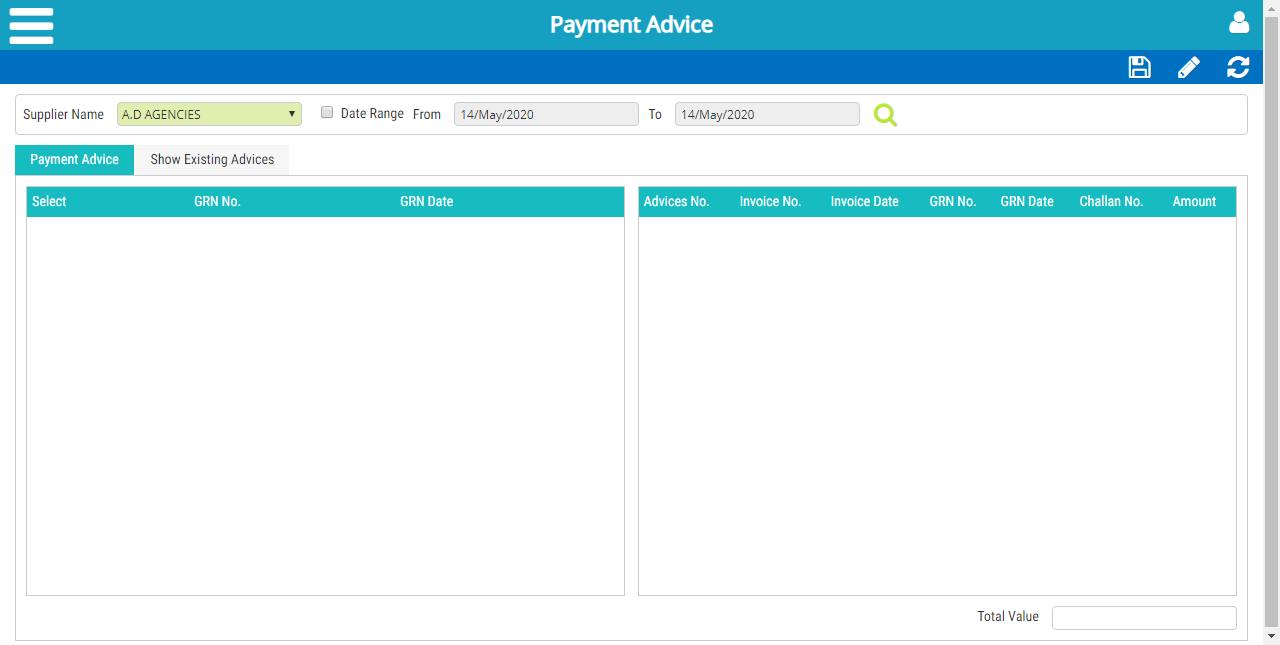 Payment Advice
Supplier Name A.D AGENCIES Date Range From 14/May/2020 To 14/May/2020
Payment Advice Show Existing Advices
Select GRN No. GRN Date Advices No. Invoice No. Invoice Date GRN No. GRN Date Challan No. Amount
Total Value